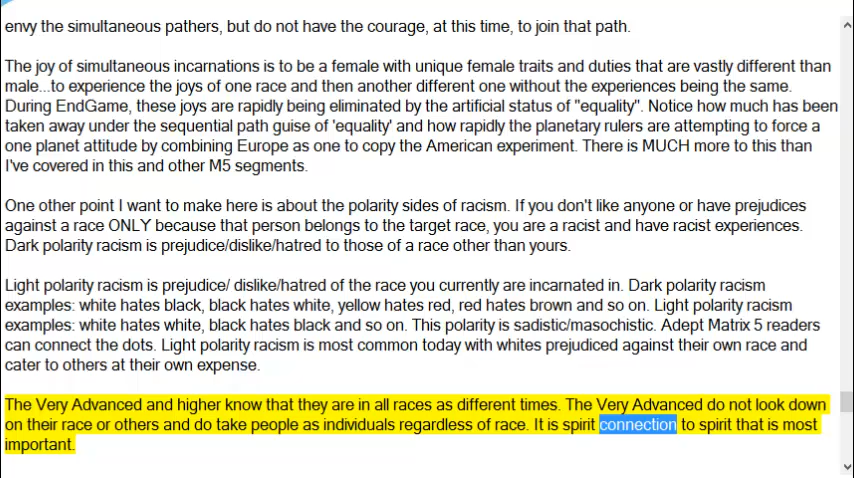 envy the simultaneous pathers, but do not have the courage, at this time, to join that path.
The joy of simultaneous incarnations is to be a female with unique female traits and duties that are vastly different than
male...to experience the joys of one race and then another different one without the experiences being the same.
During EndGame, these joys are rapidly being eliminated by the artificial status of "equality". Notice how much has been
taken away under the sequential path guise of 'equality' and how rapidly the planetary rulers are attempting to force a
one planet attitude by combining Europe as one to copy the American experiment. There is MUCH more to this than
I've covered in this and other M5 segments.
One other point I want to make here is about the polarity sides of racism. If you don't like anyone or have prejudices
against a race ONLY because that person belongs to the target race, you are a racist and have racist experiences.
Dark polarity racism is prejudice/dislike/hatred to those of a race other than yours.
Light polarity racism is prejudice/ dislike/hatred of the race you currently are incarnated in. Dark polarity racism
examples: white hates black, black hates white, yellow hates red, red hates brown and so on. Light polarity racism
examples: white hates white, black hates black and so on. This polarity is sadistic/masochistic. Adept Matrix 5 readers
can connect the dots. Light polarity racism is most common today with whites prejudiced against their own race and
cater to others at their own expense.
The Very Advanced and higher know that they are in all races as different times. The Very Advanced do not look down
on their race or others and do take people as individuals regardless of race. It is spirit connection to spirit that is most
important.